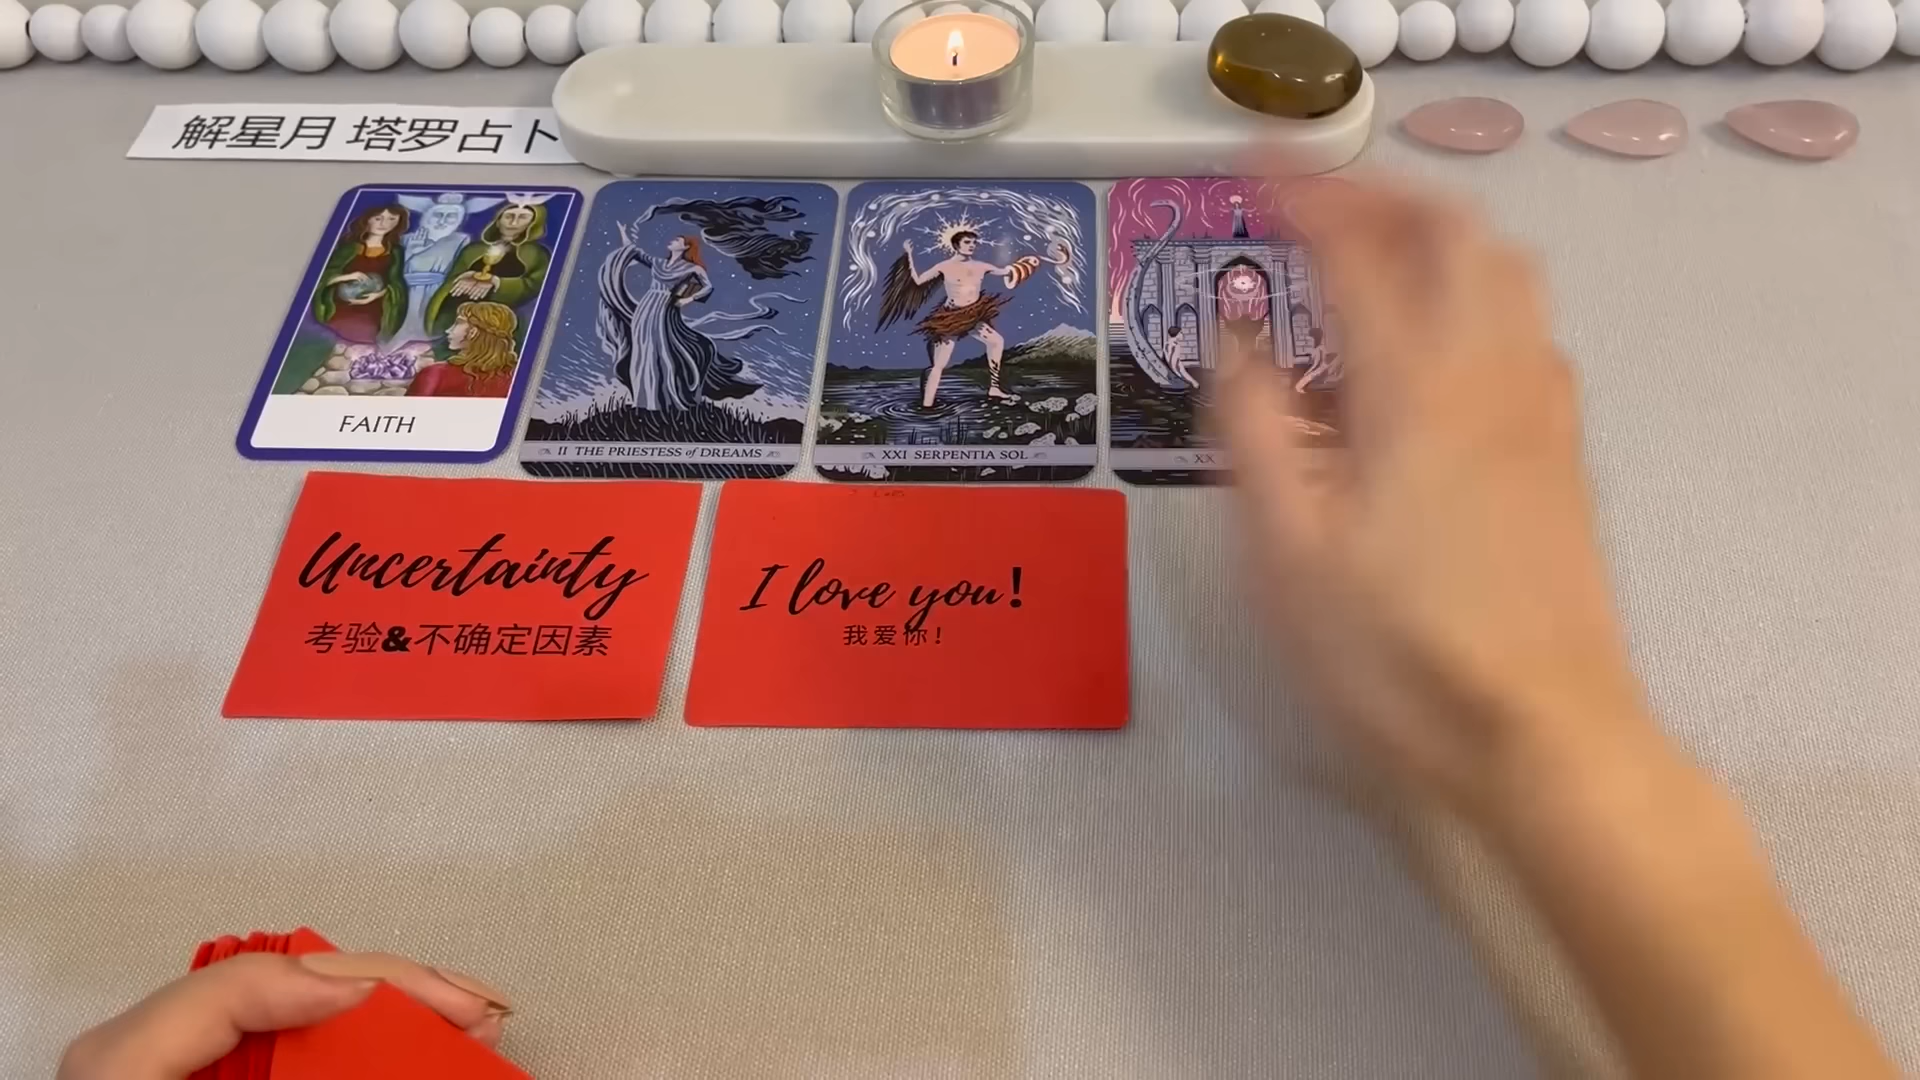 解星月 塔罗占卜
FAITH
II THE PRIESTESS of DREAMS
XXI SERPENTIA SOL
XX
Uncertainty
考验&不确定因素
I love you!
我爱你!